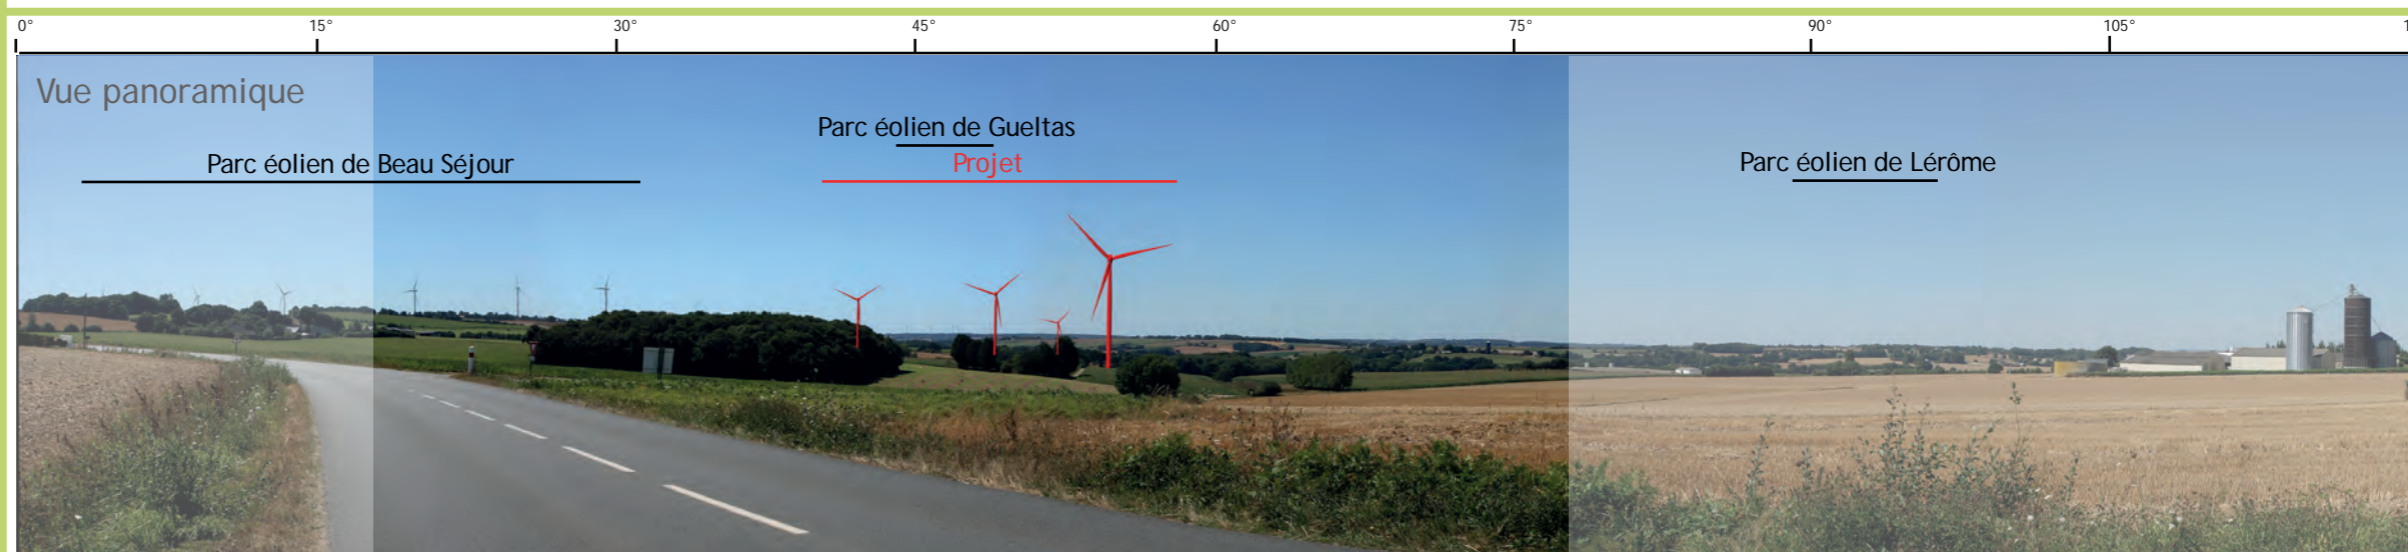 0° 15° 30° 45° 60° 75° 90° 105°
Vue panoramique
Parc éolien de Gueltas
Parc éolien de Beau Séjour
Projet
Parc éolien de Lérôme